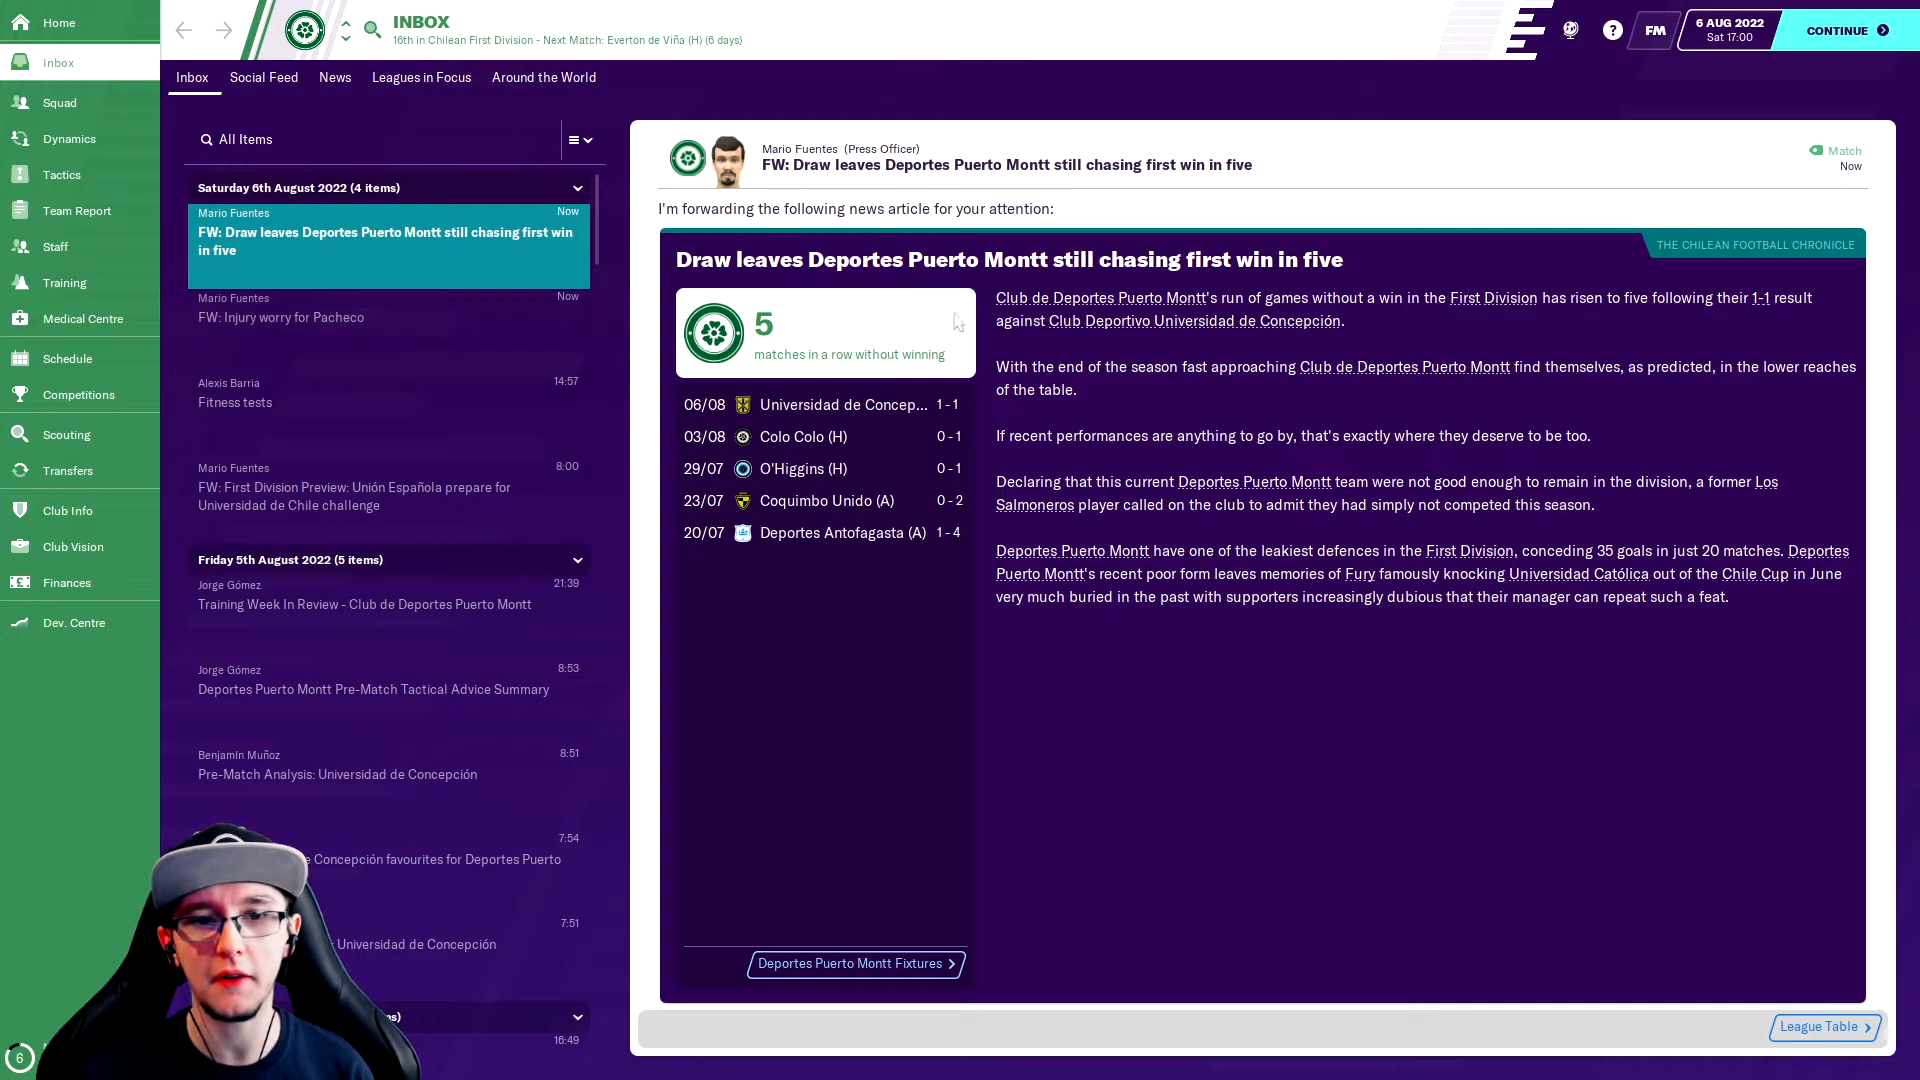 Home
Inbox
Squad
Dynamics
Tactics
Team Report
Staff
Training
Medical Centre
Schedule
Competitions
Scouting
Transfers
Club Info
Club Vision
Finances
Dev. Centre
6
INBOX
16th in Chilean First Division - Next Match: Everton de Viña (H) (6 days)
?
FM
6 AUG 2022
Sat 17:00
CONTINUE
Inbox Social Feed News Leagues in Focus Around the World
All Items
Saturday 6th August 2022 (4 items)
Mario Fuentes Now
FW: Draw leaves Deportes Puerto Montt still chasing first win
in five
Mario Fuentes Now
FW: Injury worry for Pacheco
Alexis Barria 14:57
Fitness tests
Mario Fuentes 8:00
FW: First Division Preview: Unión Española prepare for
Universidad de Chile challenge
Friday 5th August 2022 (5 items)
Jorge Gómez 21:39
Training Week In Review - Club de Deportes Puerto Montt
Jorge Gómez 8:53
Deportes Puerto Montt Pre-Match Tactical Advice Summary
Benjamín Muñoz 8:51
Pre-Match Analysis: Universidad de Concepción
7:54
Concepción favourites for Deportes Puerto
7:51
Universidad de Concepción
16:49
Mario Fuentes (Press Officer)
FW: Draw leaves Deportes Puerto Montt still chasing first win in five
Match
Now
I'm forwarding the following news article for your attention:
THE CHILEAN FOOTBALL CHRONICLE
Draw leaves Deportes Puerto Montt still chasing first win in five
5
matches in a row without winning
06/08 Universidad de Concep... 1 - 1
03/08 Colo Colo (H) 0 - 1
29/07 O'Higgins (H) 0 - 1
23/07 Coquimbo Unido (A) 0 - 2
20/07 Deportes Antofagasta (A) 1 - 4
Deportes Puerto Montt Fixtures
Club de Deportes Puerto Montt's run of games without a win in the First Division has risen to five following their 1-1 result
against Club Deportivo Universidad de Concepción.
With the end of the season fast approaching Club de Deportes Puerto Montt find themselves, as predicted, in the lower reaches
of the table.
If recent performances are anything to go by, that's exactly where they deserve to be too.
Declaring that this current Deportes Puerto Montt team were not good enough to remain in the division, a former Los
Salmoneros player called on the club to admit they had simply not competed this season.
Deportes Puerto Montt have one of the leakiest defences in the First Division, conceding 35 goals in just 20 matches. Deportes
Puerto Montt's recent poor form leaves memories of Fury famously knocking Universidad Católica out of the Chile Cup in June
very much buried in the past with supporters increasingly dubious that their manager can repeat such a feat.
League Table